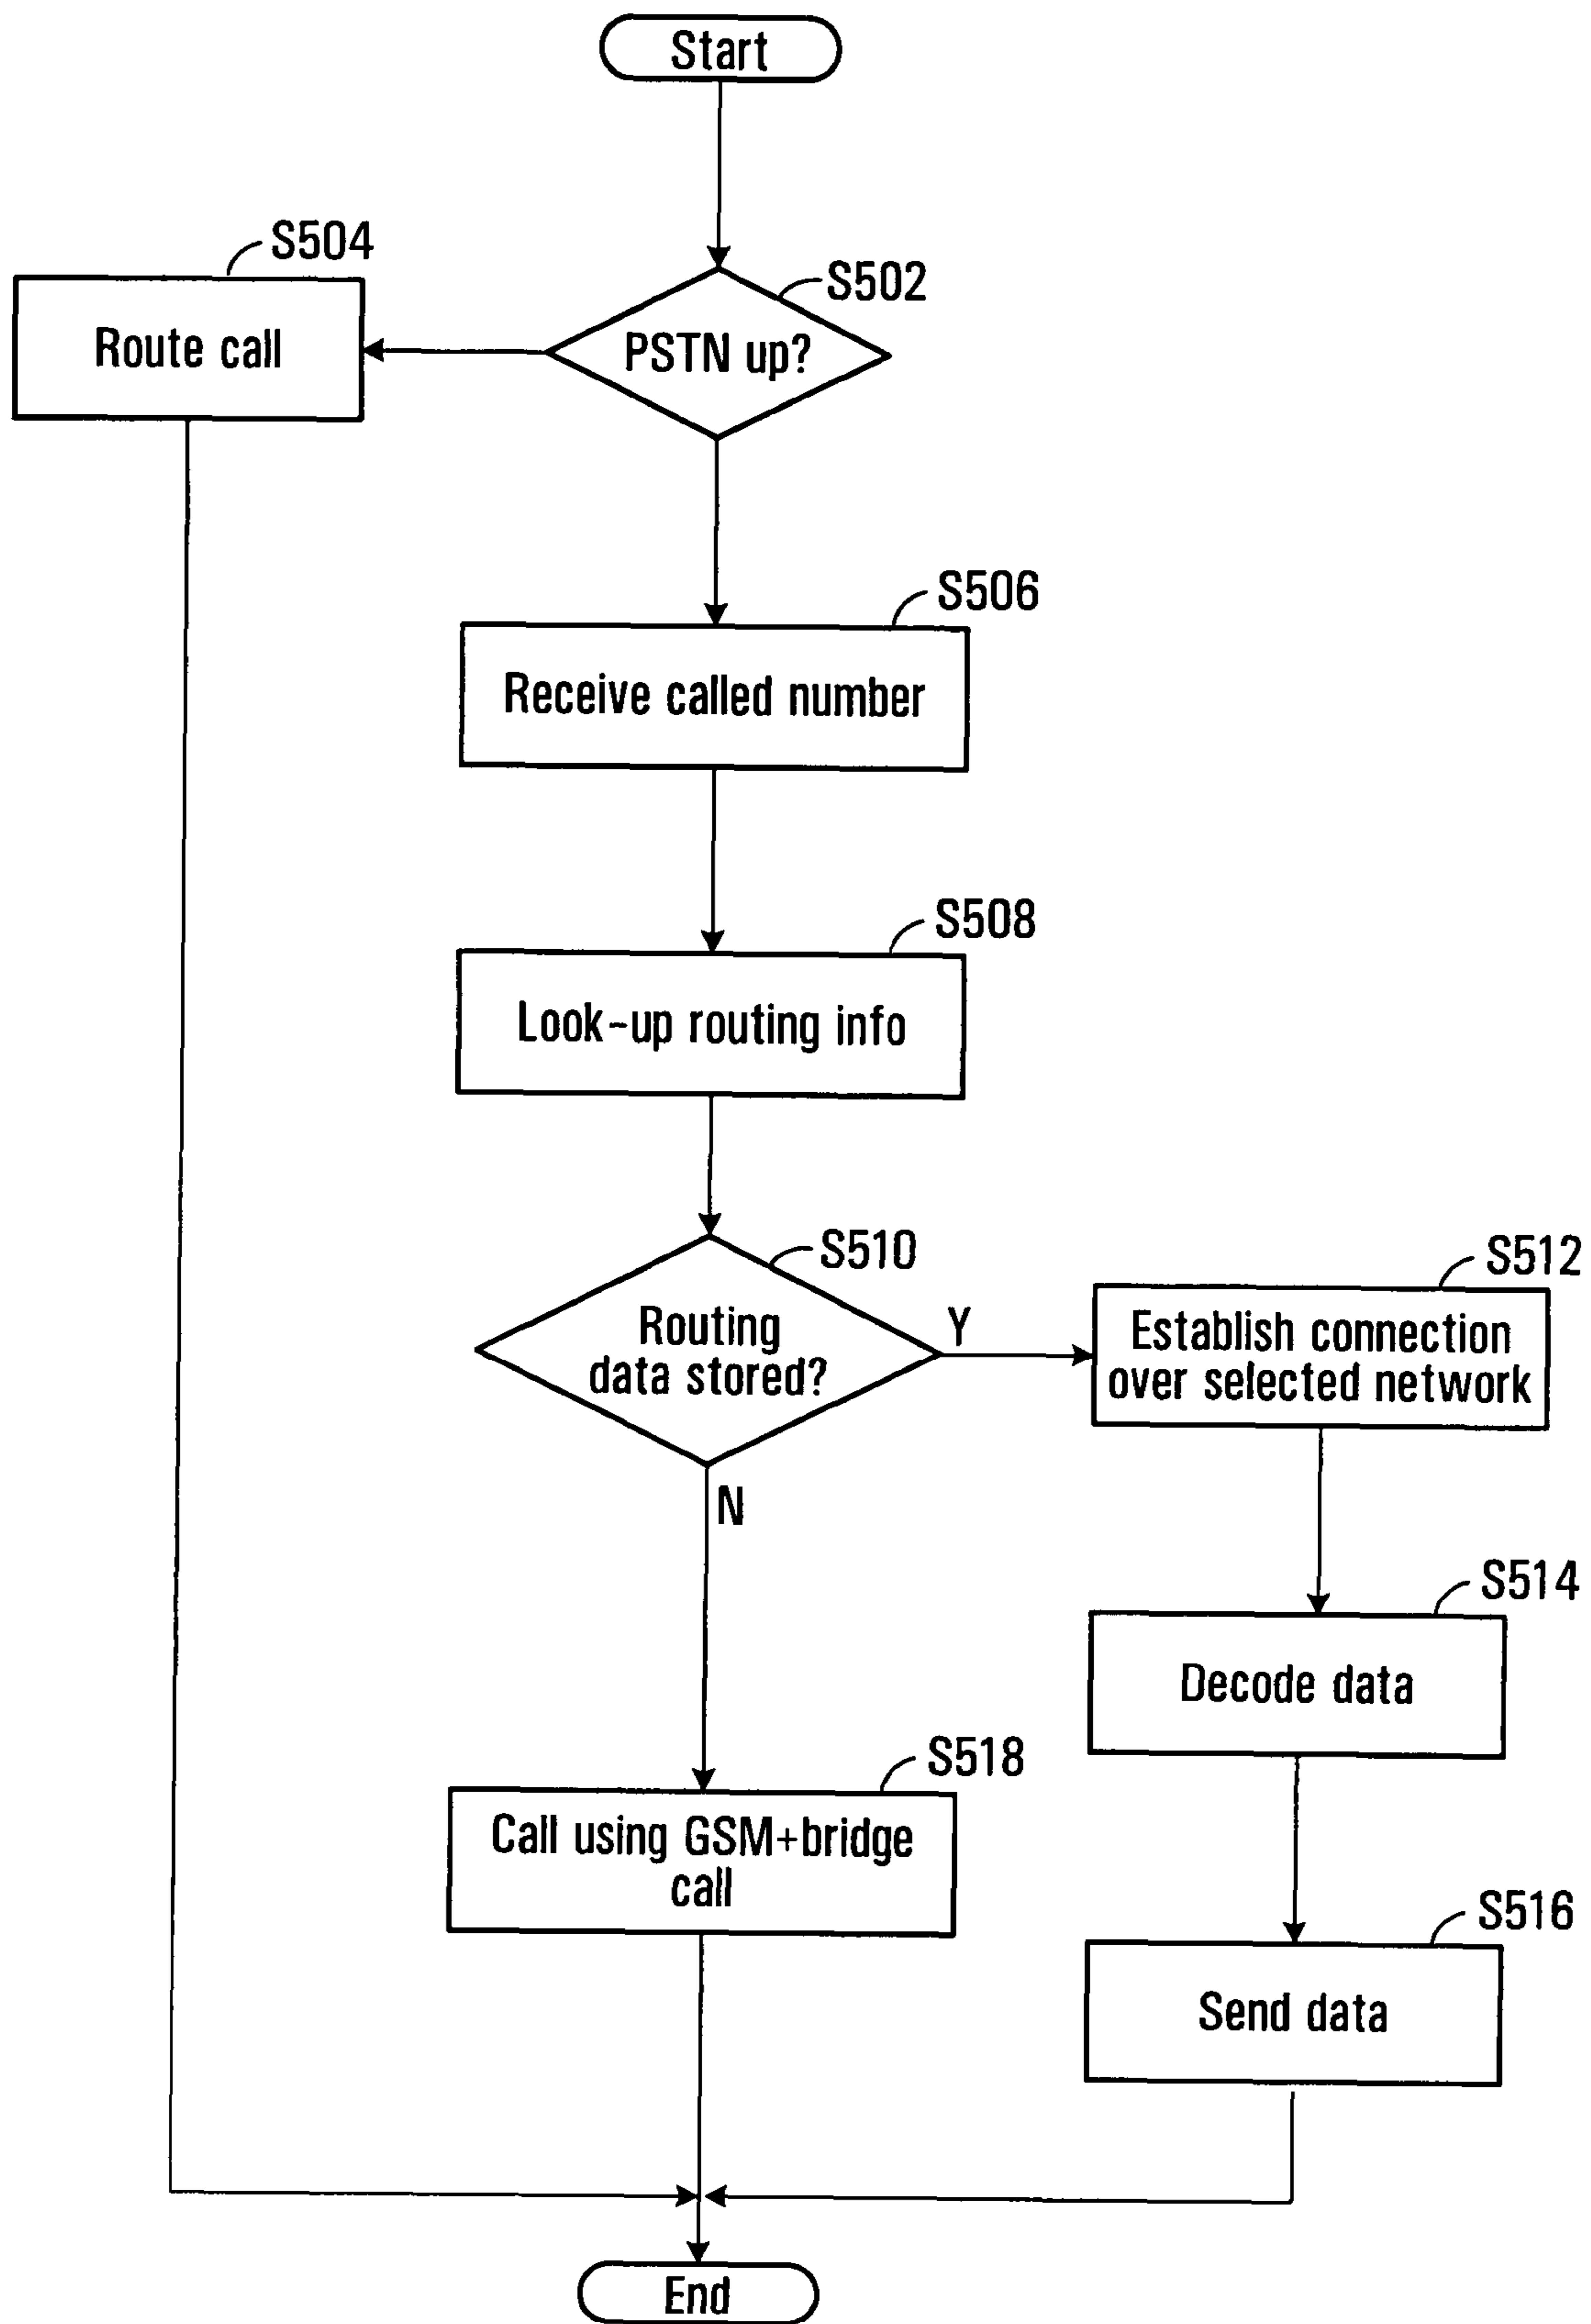 Start
S504
S502
Route call
PSTN up?
S506
Receive called number
S508
Look-up routing info
S510
S512
Routing
data stored?
Y
Establish connection
over selected network
N
S514
Decode data
S518
Call using GSM+bridge
call
S516
Send data
End